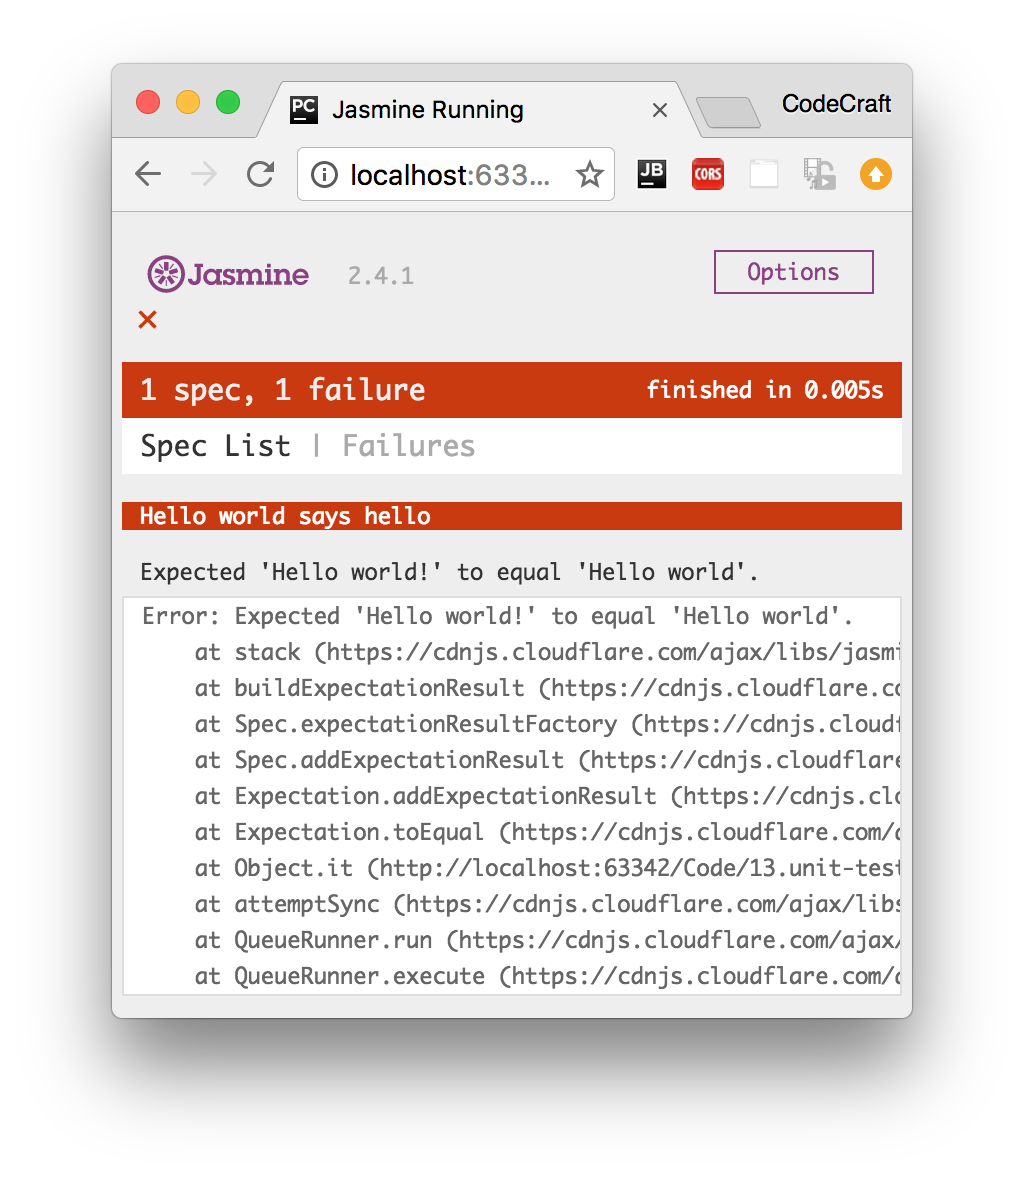 PC Jasmine Running × CodeCraft
localhost:633... JB CORS
Jasmine 2.4.1 Options
×
1 spec, 1 failure finished in 0.005s
Spec List | Failures
Hello world says hello
Expected 'Hello world!' to equal 'Hello world'.
Error: Expected 'Hello world!' to equal 'Hello world'.
at stack (https://cdnjs.cloudflare.com/ajax/libs/jasmi
at buildExpectationResult (https://cdnjs.cloudflare.co
at Spec.expectationResultFactory (https://cdnjs.cloudf
at Spec.addExpectationResult (https://cdnjs.cloudflare
at Expectation.addExpectationResult (https://cdnjs.clo
at Expectation.toEqual (https://cdnjs.cloudflare.com/a
at Object.it (http://localhost:63342/Code/13.unit-test
at attemptSync (https://cdnjs.cloudflare.com/ajax/libs
at QueueRunner.run (https://cdnjs.cloudflare.com/ajax/
at QueueRunner.execute (https://cdnjs.cloudflare.com/a